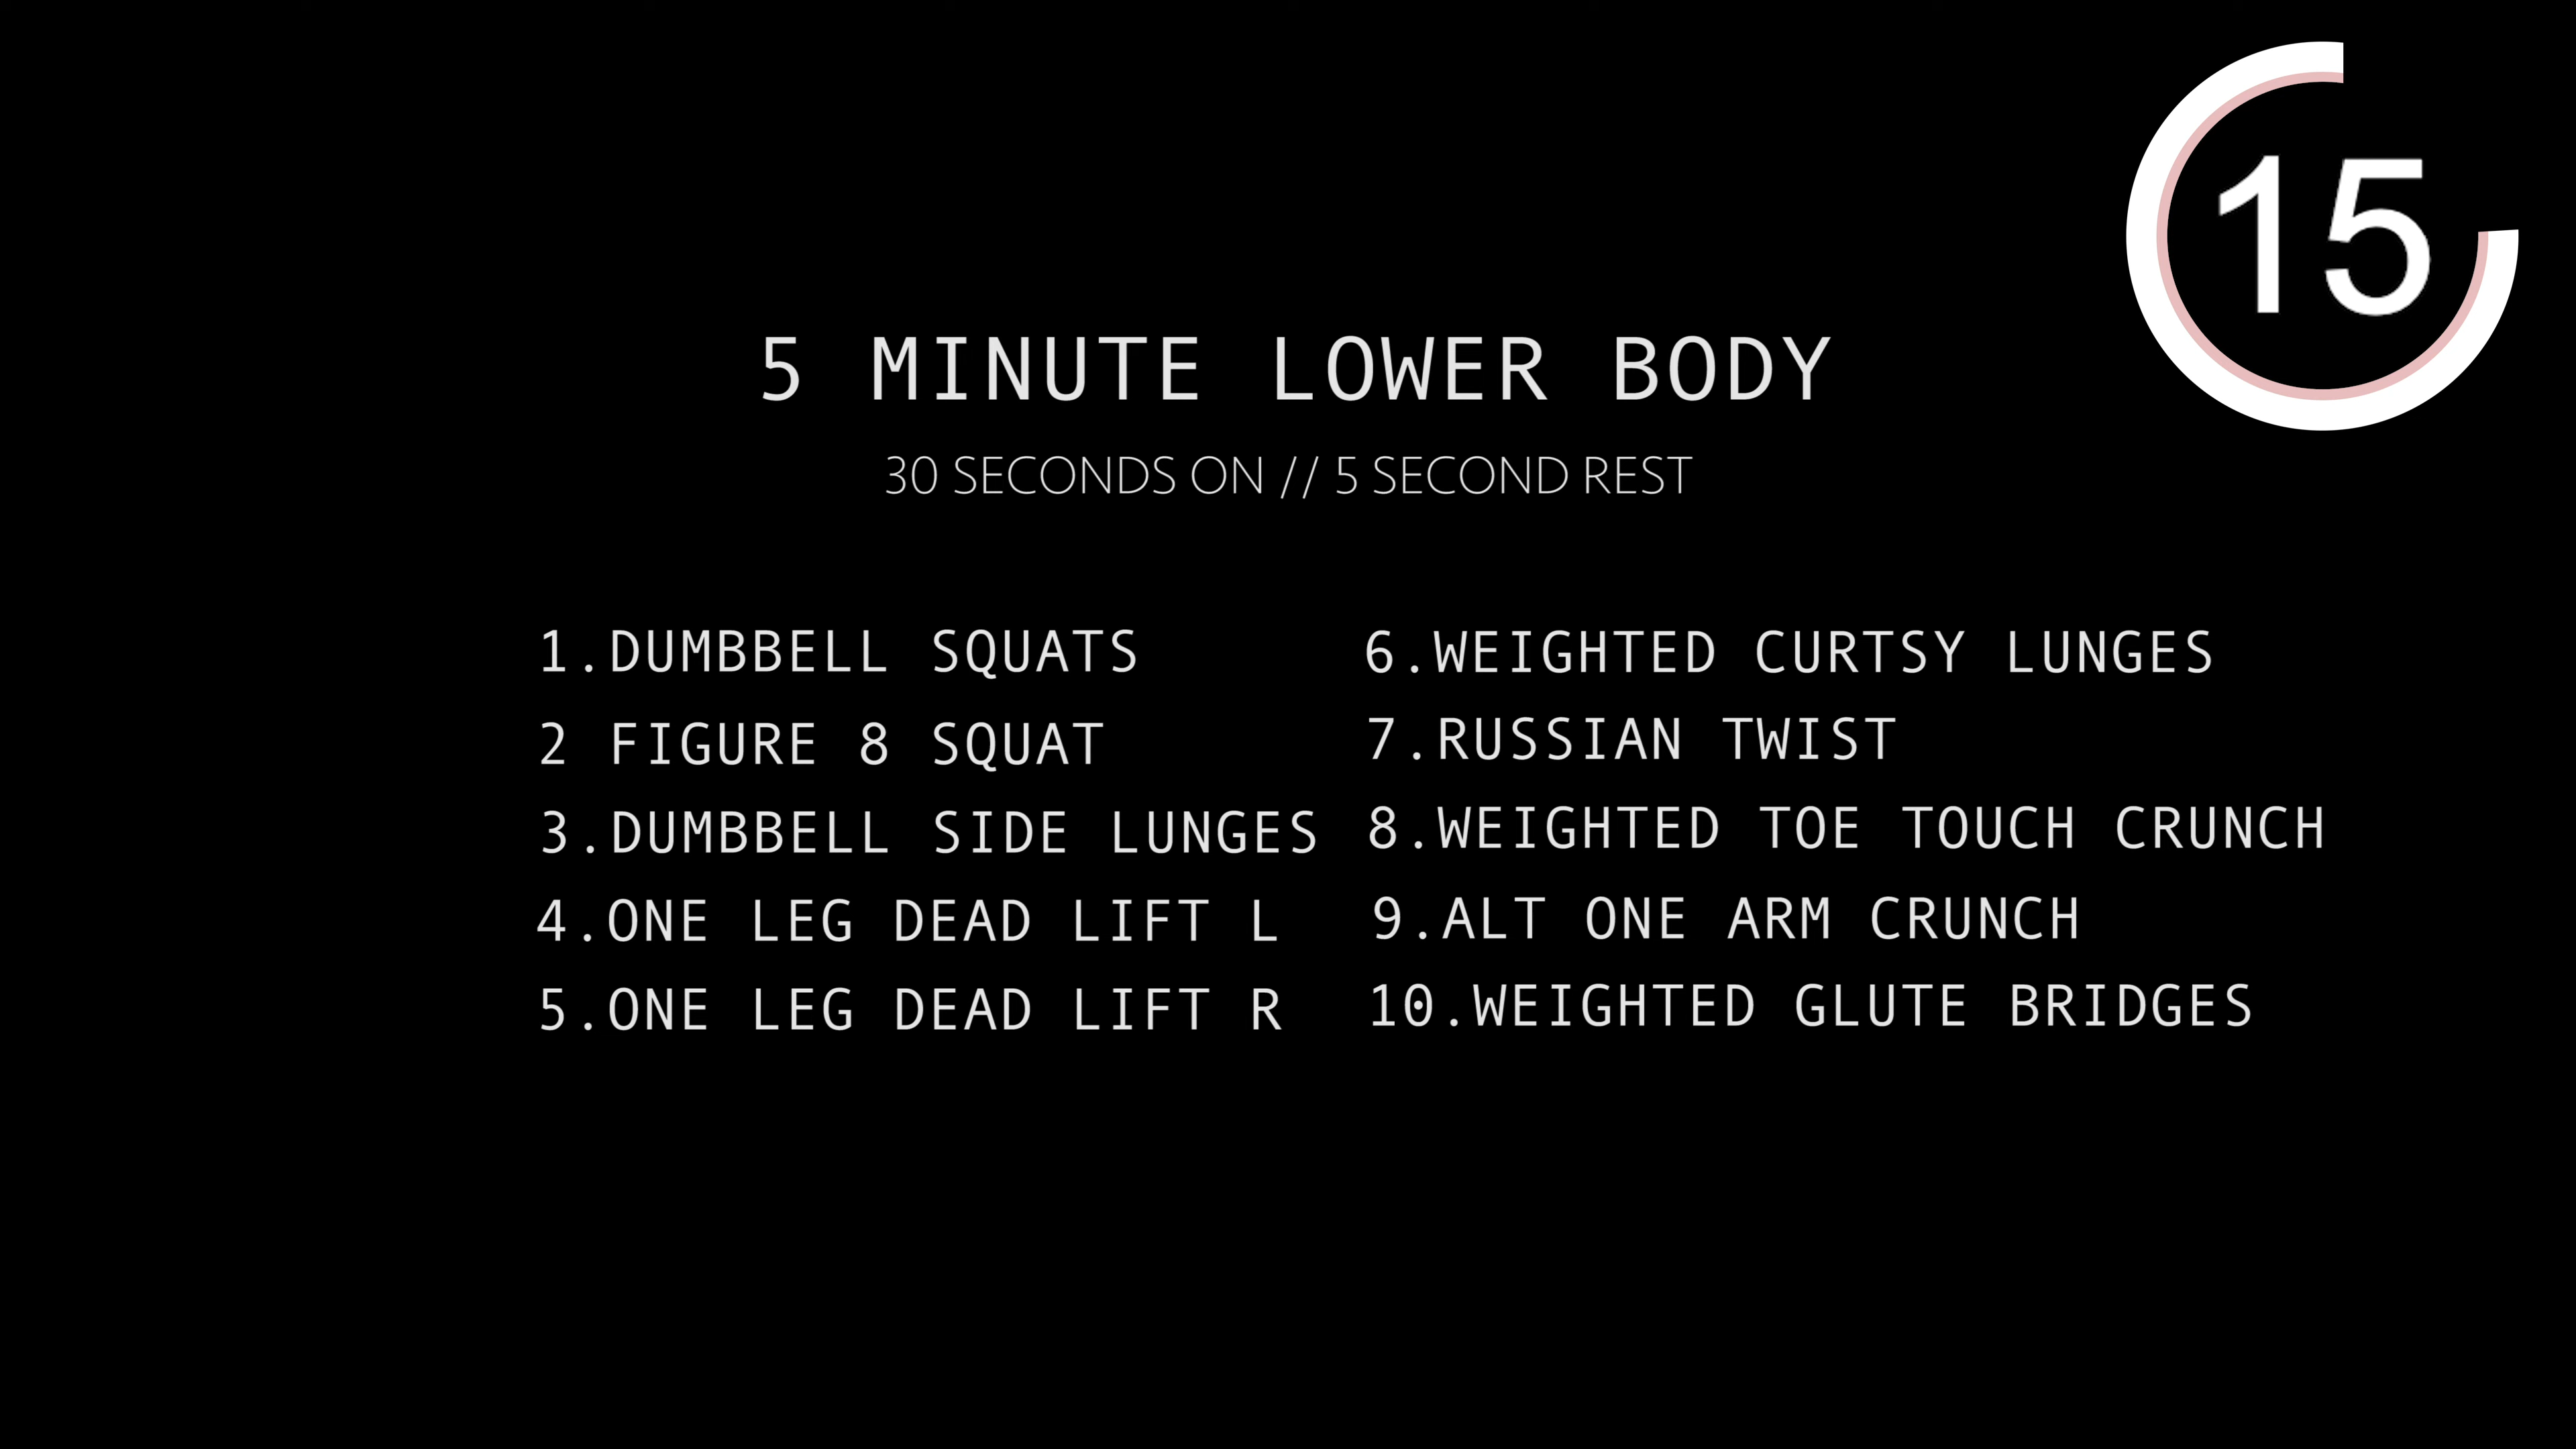 15
5 MINUTE LOWER BODY
30 SECONDS ON // 5 SECOND REST
1.DUMBBELL SQUATS
2 FIGURE 8 SQUAT
3.DUMBBELL SIDE LUNGES
4.ONE LEG DEAD LIFT L
5.ONE LEG DEAD LIFT R
6.WEIGHTED CURTSY LUNGES
7.RUSSIAN TWIST
8.WEIGHTED TOE TOUCH CRUNCH
9.ALT ONE ARM CRUNCH
10.WEIGHTED GLUTE BRIDGES